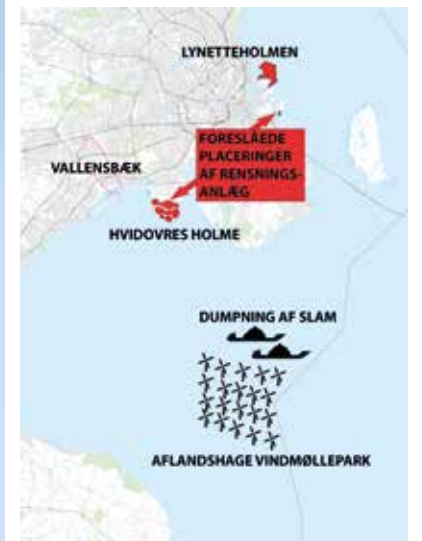 LYNETTEHOLMEN
FORESLÅEDE
PLACERINGER
AF RENSNINGS-
ANLÆG
VALLENSBÆK
HVIDOVRES HOLME
DUMPNING AF SLAM
AFLANDSHAGE VINDMØLLEPARK